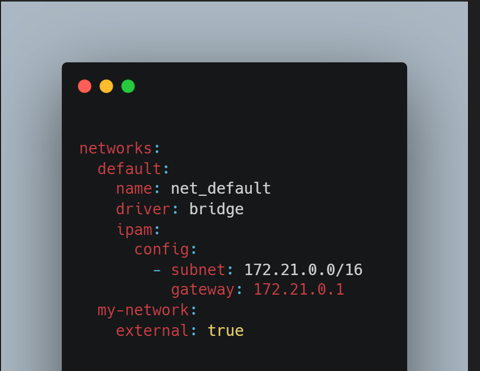 networks:
  default:
    name: net_default
    driver: bridge
    ipam:
      config:
        - subnet: 172.21.0.0/16
          gateway: 172.21.0.1
  my-network:
    external: true